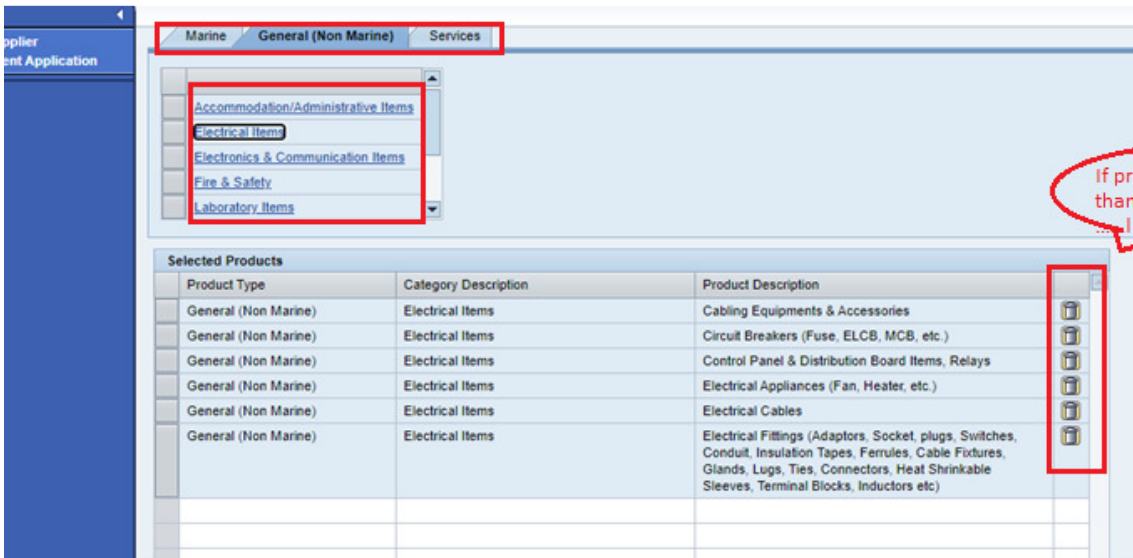 pplier
ent Application
Marine General (Non Marine) Services
Accommodation/Administrative Items
Electrical Items
Electronics & Communication Items
Fire & Safety
Laboratory Items
If pr
than
Selected Products
Product Type Category Description Product Description
General (Non Marine) Electrical Items Cabling Equipments & Accessories
General (Non Marine) Electrical Items Circuit Breakers (Fuse, ELCB, MCB, etc.)
General (Non Marine) Electrical Items Control Panel & Distribution Board Items, Relays
General (Non Marine) Electrical Items Electrical Appliances (Fan, Heater, etc.)
General (Non Marine) Electrical Items Electrical Cables
General (Non Marine) Electrical Items Electrical Fittings (Adaptors, Socket, plugs, Switches,
Conduit, Insulation Tapes, Ferrules, Cable Fixtures,
Glands, Lugs, Ties, Connectors, Heat Shrinkable
Sleeves, Terminal Blocks, Inductors etc)